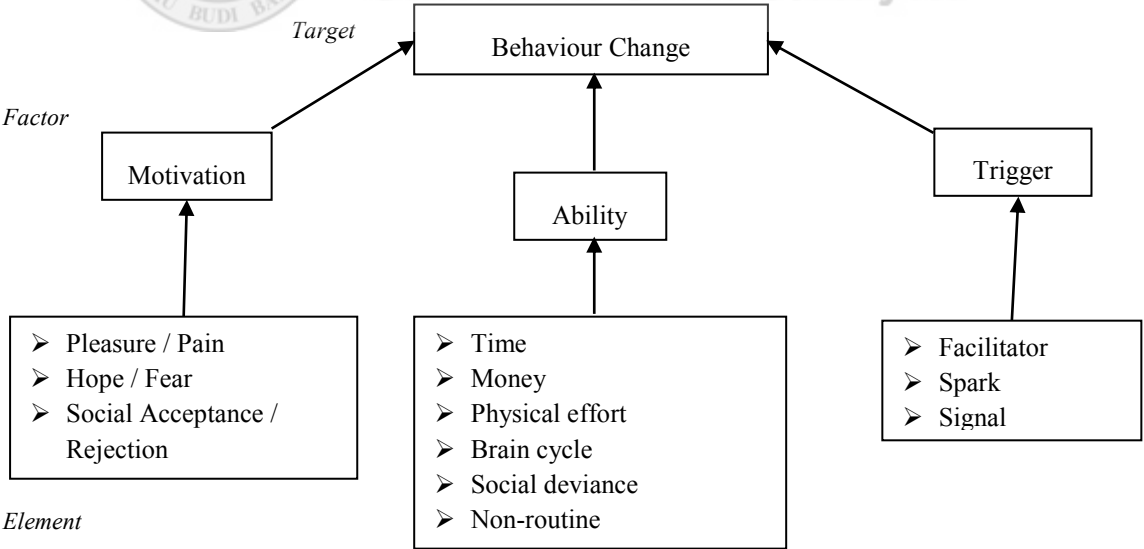 BUDI
Target
Behaviour Change
Factor
Motivation
Ability
Trigger
➢ Pleasure / Pain
➢ Hope / Fear
➢ Social Acceptance /
Rejection
➢ Time
➢ Money
➢ Physical effort
➢ Brain cycle
➢ Social deviance
➢ Non-routine
➢ Facilitator
➢ Spark
➢ Signal
Element